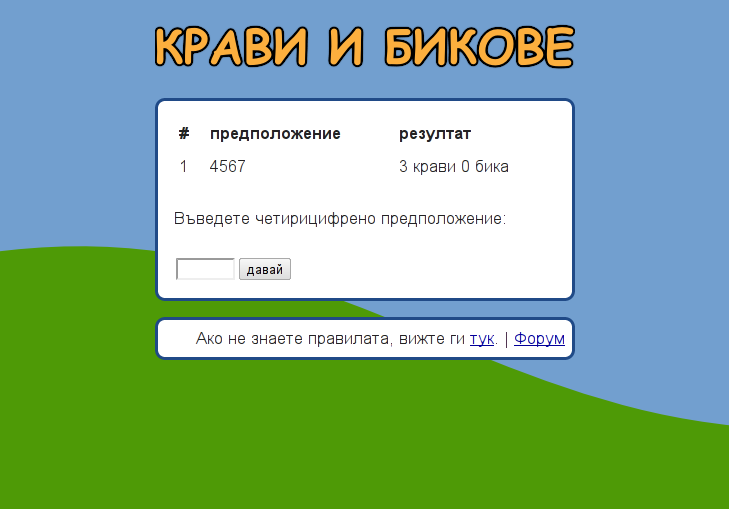 КРАВИ И БИКОВЕ
# предположение резултат
1 4567 3 крави 0 бика
Въведете четирицифрено предположение:
давай
Ако не знаете правилата, вижте ги тук. | Форум